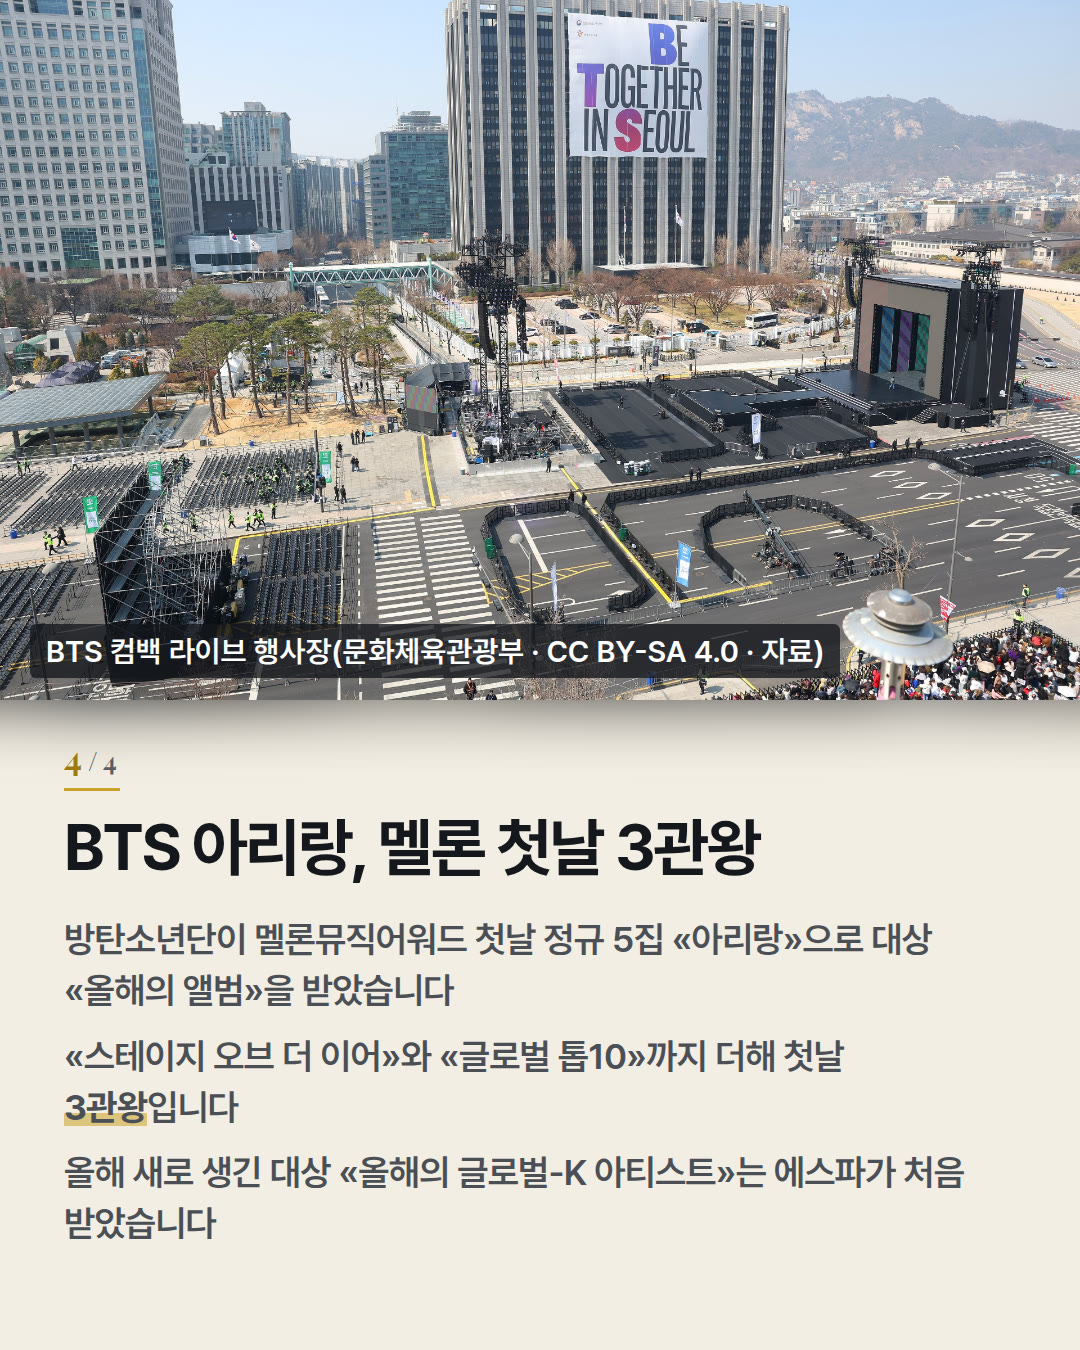 BE
TOGETHER
IN SEOUL
BTS 컴백 라이브 행사장(문화체육관광부 · CC BY-SA 4.0 · 자료)
4 / 4
BTS 아리랑, 멜론 첫날 3관왕
방탄소년단이 멜론뮤직어워드 첫날 정규 5집 «아리랑»으로 대상
«올해의 앨범»을 받았습니다
«스테이지 오브 더 이어»와 «글로벌 톱10»까지 더해 첫날
3관왕입니다
올해 새로 생긴 대상 «올해의 글로벌-K 아티스트»는 에스파가 처음
받았습니다